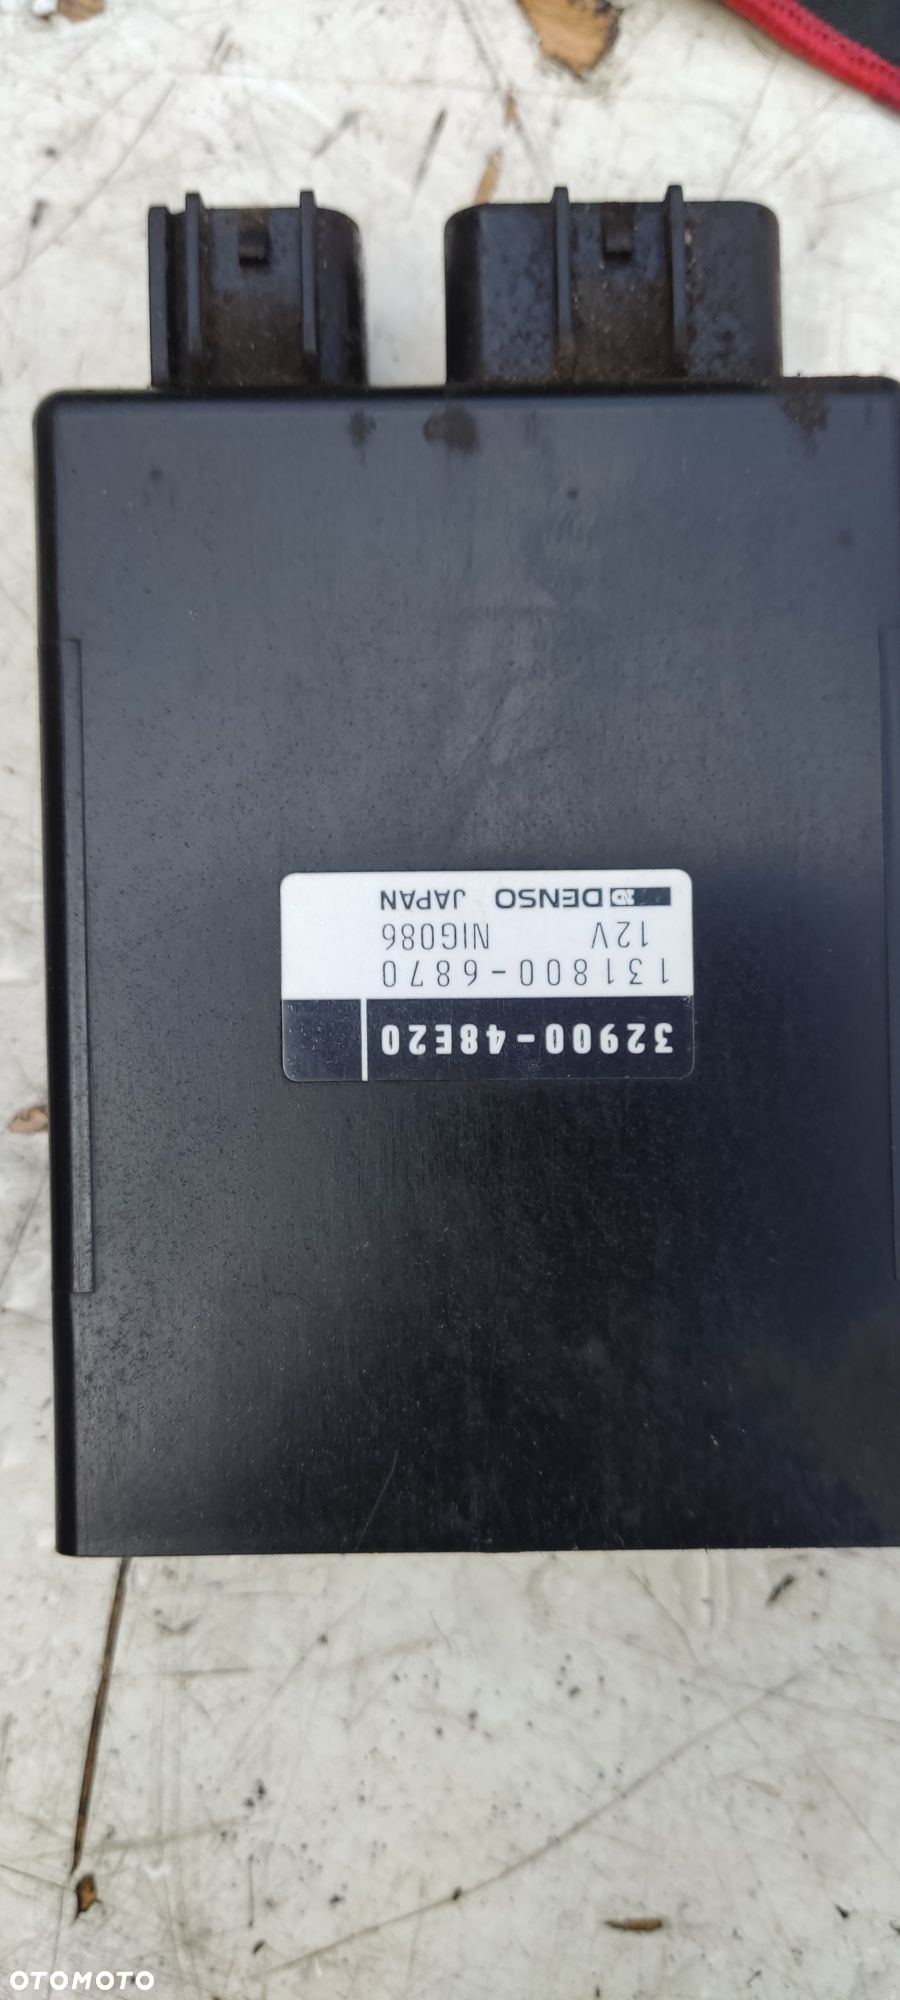 32900-48E20
131800-6870
12V NIG086
DENSO JAPAN
OTOMOTO